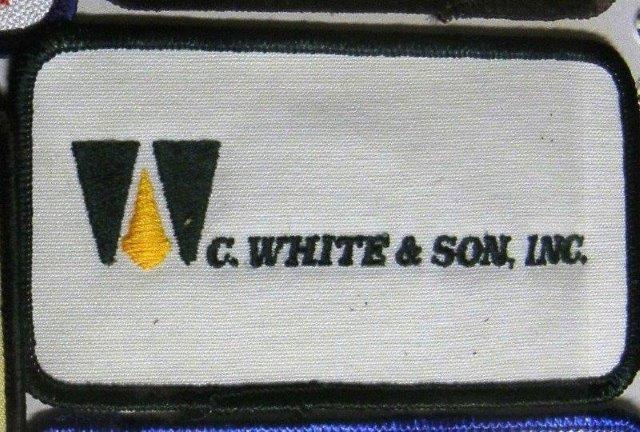 W C. WHITE & SON, INC.